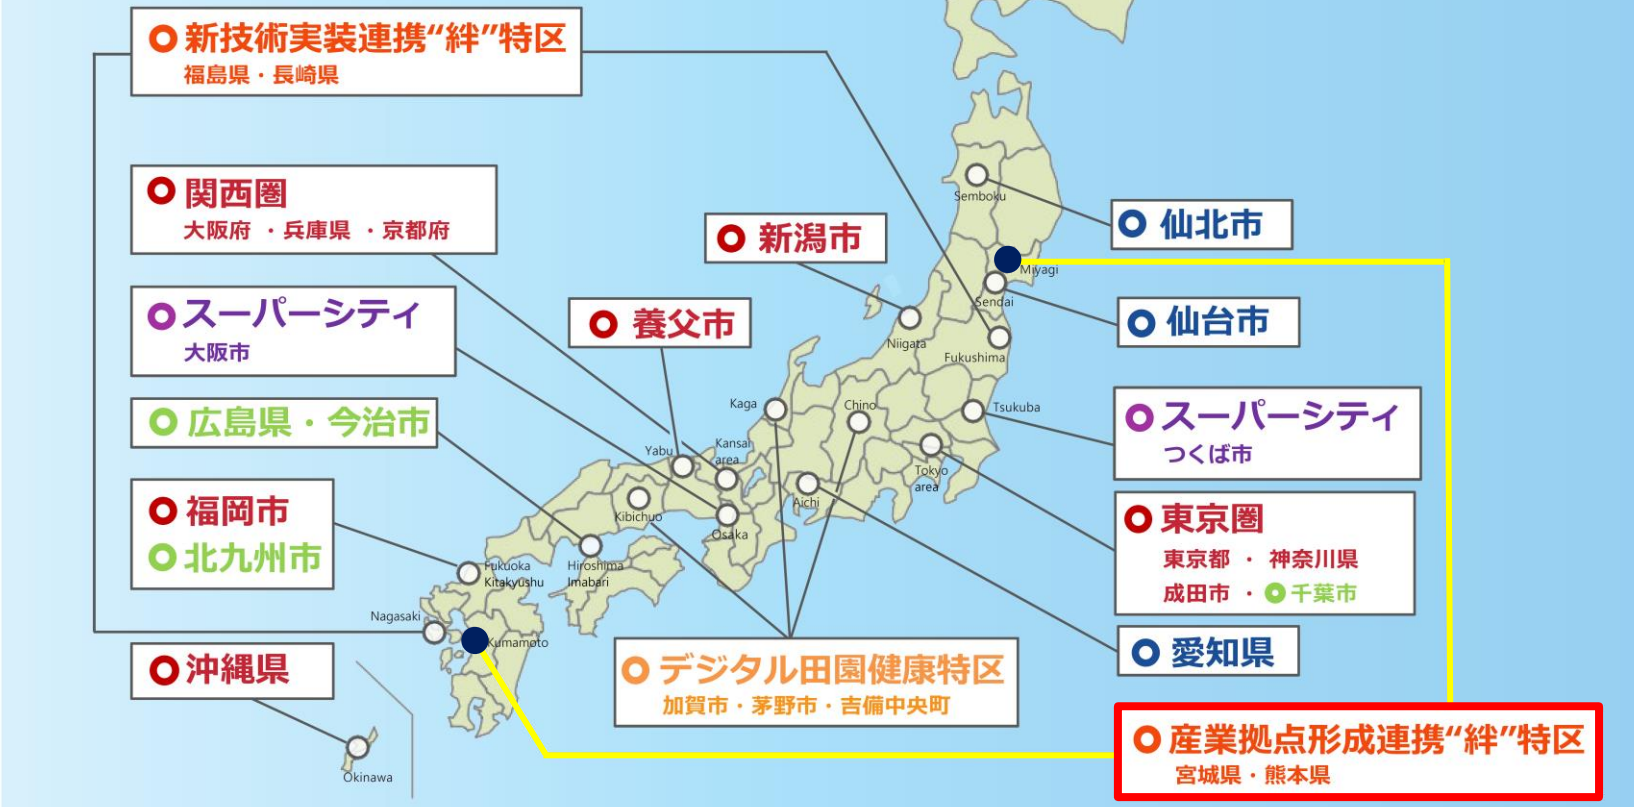 新技術実装連携“絆”特区
福島県・長崎県
関西圏
大阪府 ・兵庫県 ・京都府
スーパーシティ
大阪市
広島県・今治市
福岡市
北九州市
沖縄県
新潟市
養父市
デジタル田園健康特区
加賀市・茅野市・吉備中央町
仙北市
仙台市
スーパーシティ
つくば市
東京圏
東京都 ・ 神奈川県
成田市 ・ 千葉市
愛知県
産業拠点形成連携“絆”特区
宮城県・熊本県
Semboku
Miyagi
Sendai
Niigata
Fukushima
Kaga
Chino
Tsukuba
Yabu
Kansai
area
Tokyo
area
Aichi
Kibichuo
Osaka
Fukuoka
Kitakyushu
Hiroshima
Imabari
Nagasaki
Kumamoto
Okinawa